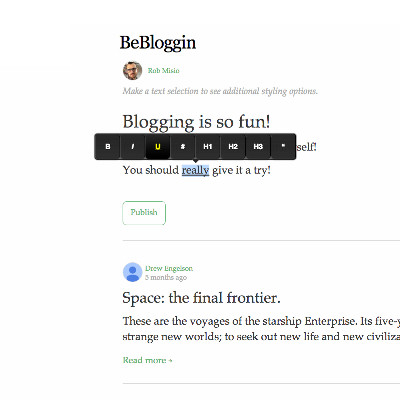 BeBloggin
Rob Misio
Make a text selection to see additional styling options.
Blogging is so fun!
B I U # H1 H2 H3 "
self!
You should really give it a try!
Publish
Drew Engelson
5 months ago
Space: the final frontier.
These are the voyages of the starship Enterprise. Its five-y
strange new worlds; to seek out new life and new civiliza
Read more